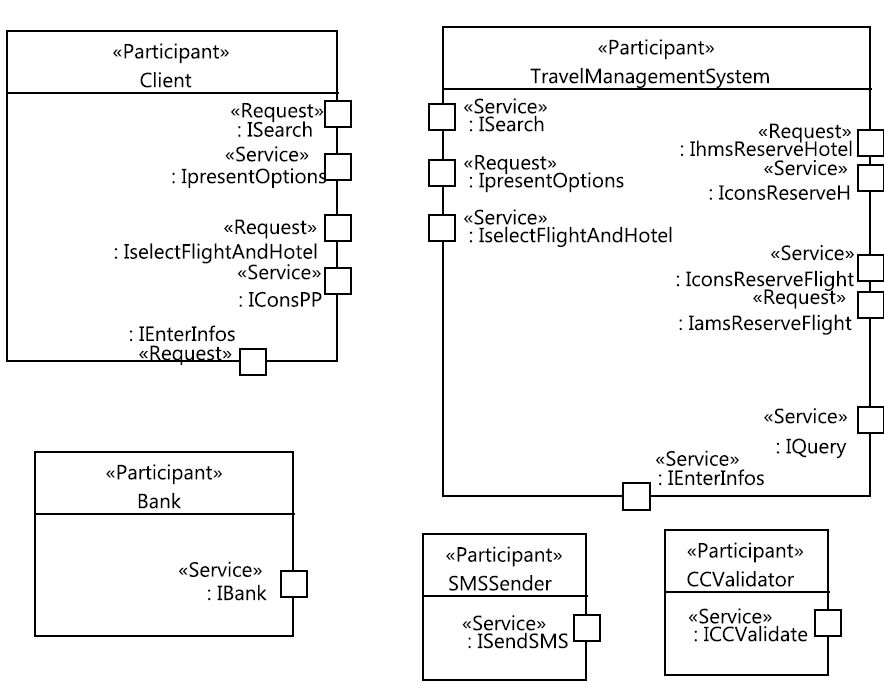 «Participant»
Client
«Request»
: ISearch
«Service»
: IpresentOptions
«Request»
: IselectFlightAndHotel
«Service»
: IConsPP
: IEnterInfos
«Request»
«Participant»
TravelManagementSystem
«Service»
: ISearch
«Request»
: IpresentOptions
«Service»
: IselectFlightAndHotel
«Request»
: IhmsReserveHotel
«Service»
: IconsReserveH
«Service»
: IconsReserveFlight
«Request»
: IamsReserveFlight
«Service»
: IQuery
«Service»
: IEnterInfos
«Participant»
Bank
«Service»
: IBank
«Participant»
SMSSender
«Service»
: ISendSMS
«Participant»
CCValidator
«Service»
: ICCValidate